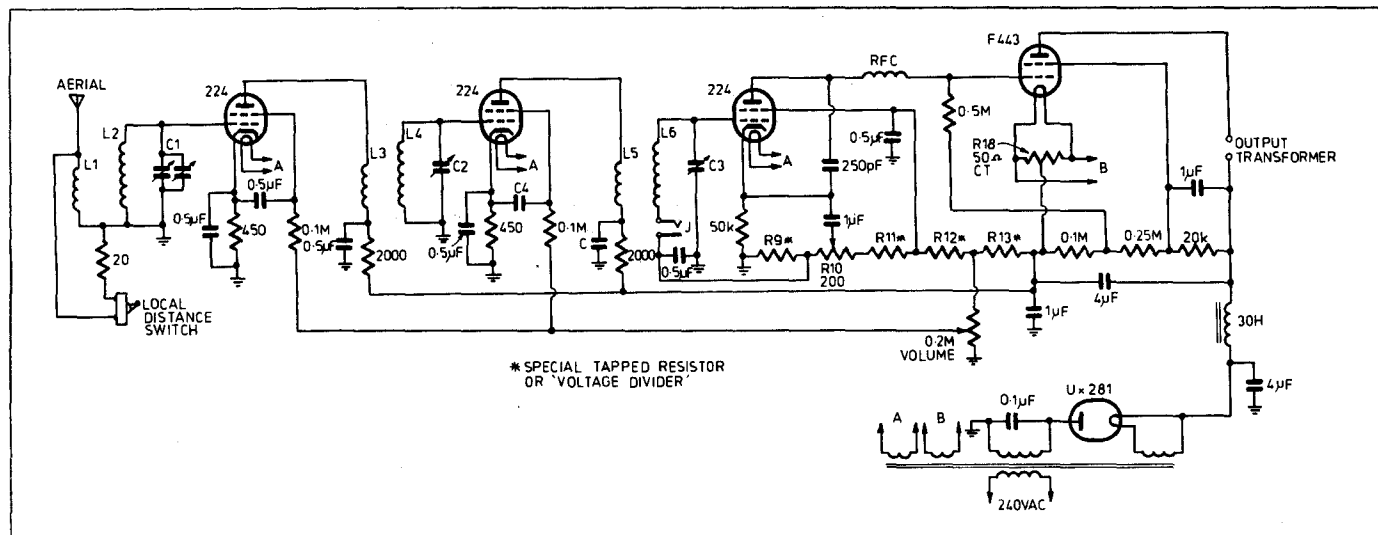 AERIAL
L1
L2
C1
224
A
0.5µF
0.5µF
450
20
LOCAL
DISTANCE
SWITCH
0.1M
0.5µF
L3
2000
L4
C2
224
A
C4
0.5µF
450
0.1M
L5
C
2000
L6
J
0.5µF
C3
224
A
50k
R9*
1µF
250pF
0.5µF
R10
200
R11*
R12*
R13*
RFC
0.5M
F443
R18
50Ω
CT
B
0.1M
0.25M
20k
1µF
OUTPUT
TRANSFORMER
4µF
1µF
0.2M
VOLUME
30H
4µF
* SPECIAL TAPPED RESISTOR
OR 'VOLTAGE DIVIDER'
A
B
0.1µF
Ux281
240VAC